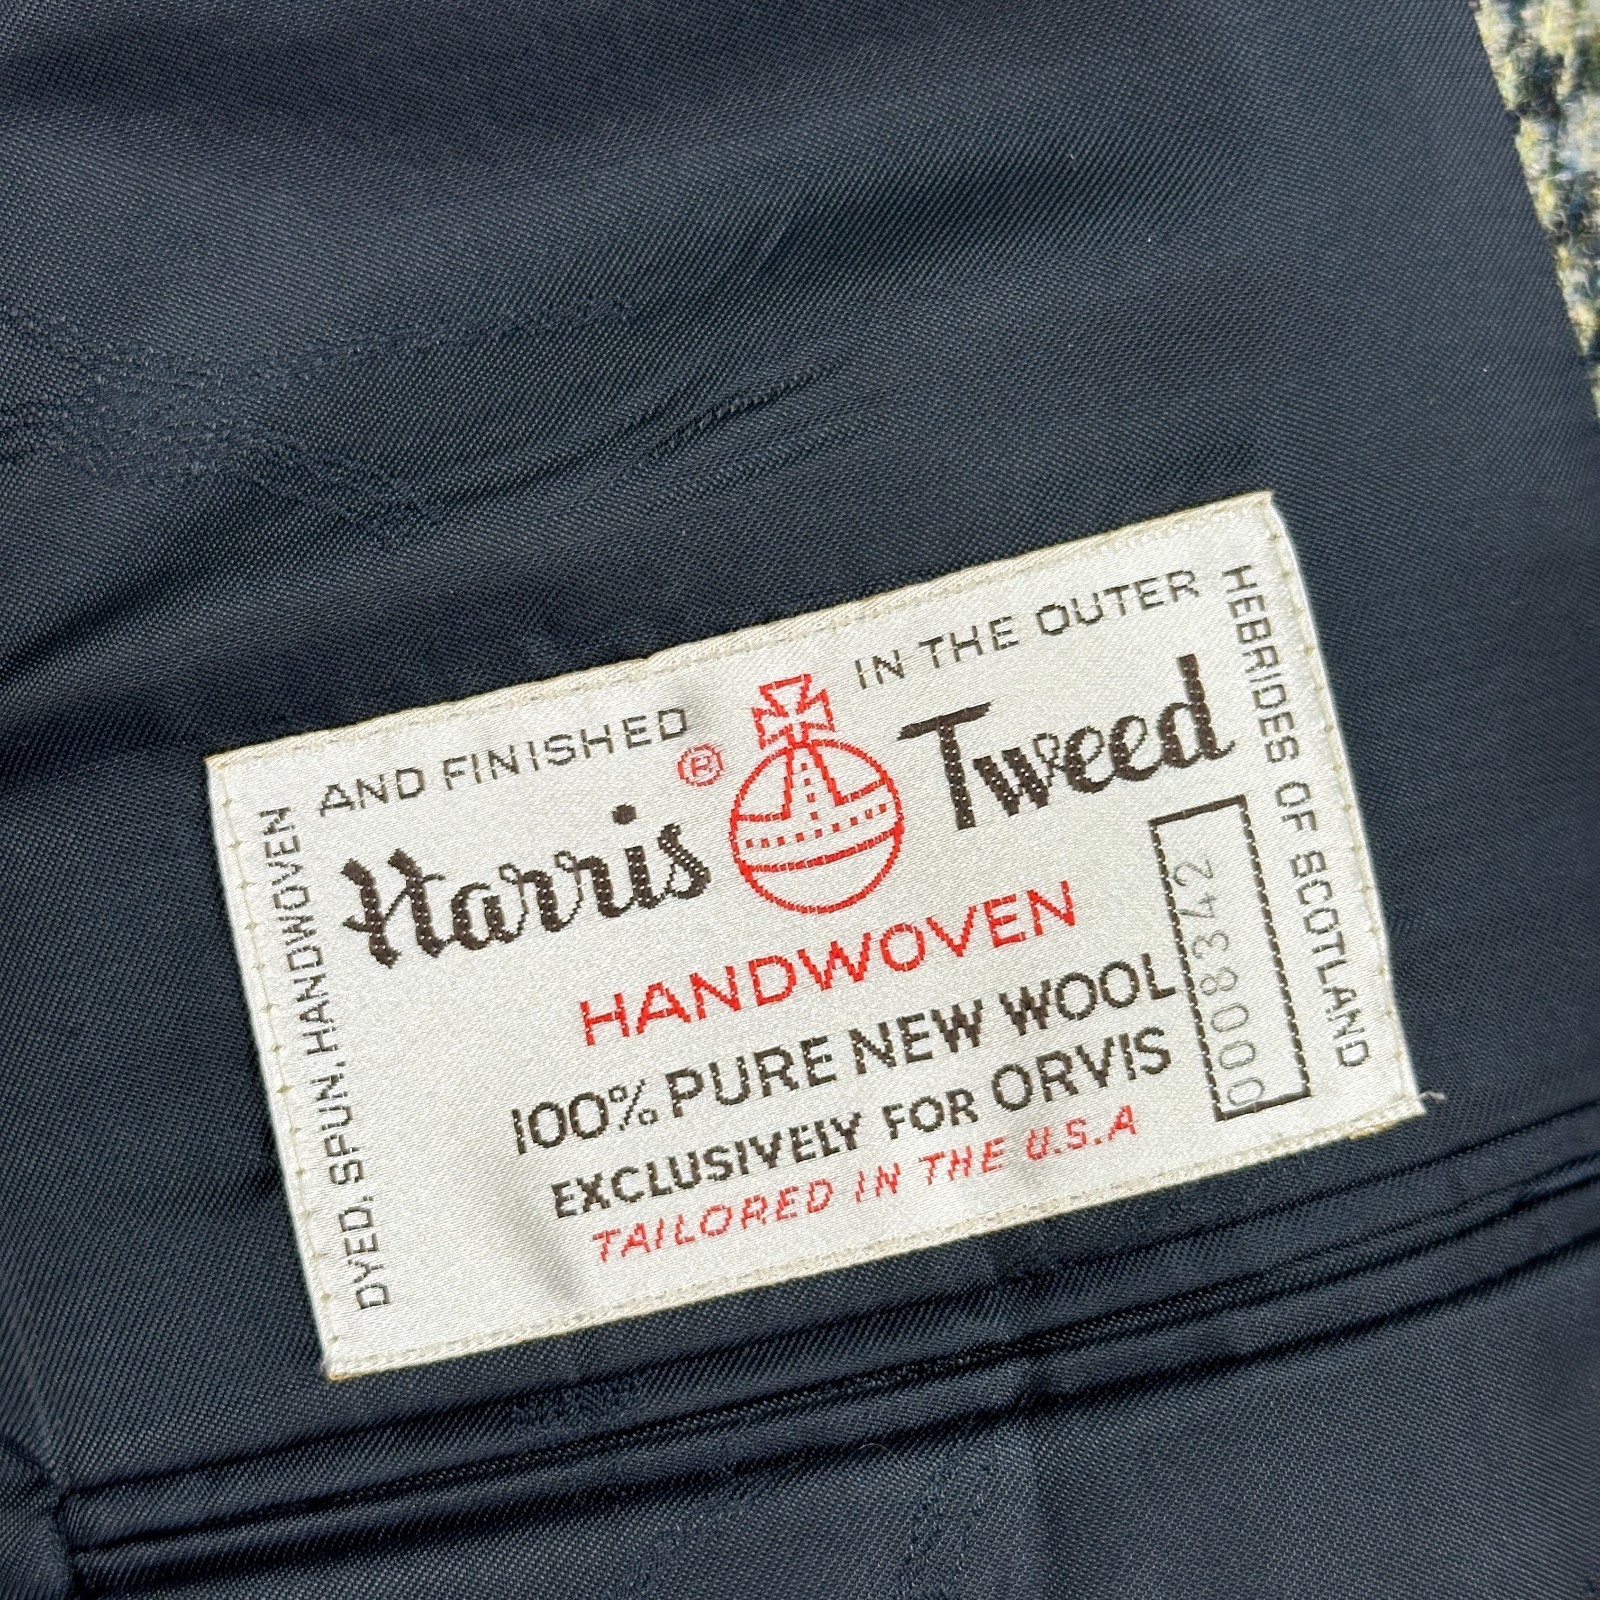 DYED, SPUN, HANDWOVEN
AND FINISHED
IN THE OUTER
HEBRIDES OF SCOTLAND
Harris ® Tweed
HANDWOVEN
100% PURE NEW WOOL
EXCLUSIVELY FOR ORVIS
TAILORED IN THE U.S.A
0008342